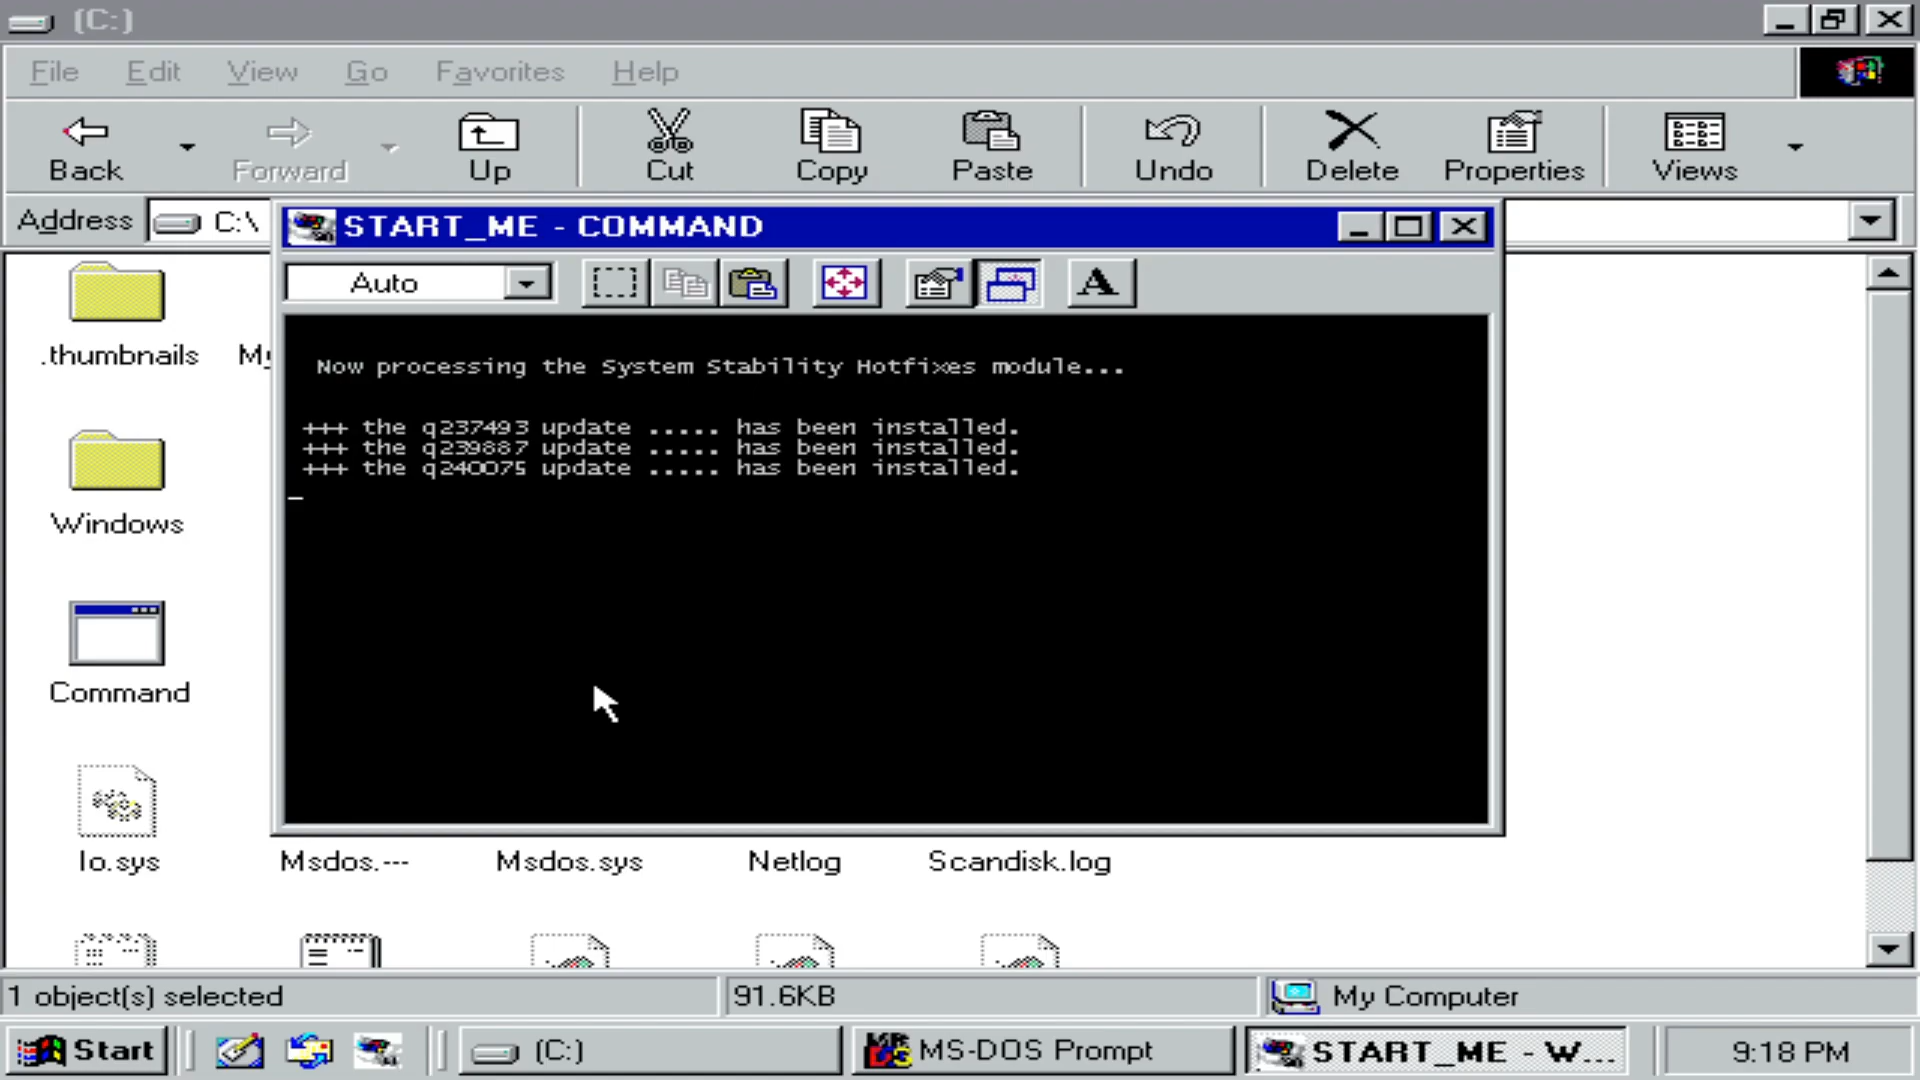 (C:)
File Edit View Go Favorites Help
Back Forward Up Cut Copy Paste Undo Delete Properties Views
Address C:\
START_ME - COMMAND
Auto
A
Now processing the System Stability Hotfixes module...
+++ the q237493 update ..... has been installed.
+++ the q239887 update ..... has been installed.
+++ the q240075 update ..... has been installed.
_
.thumbnails My
Windows
Command
Io.sys Msdos.--- Msdos.sys Netlog Scandisk.log
1 object(s) selected 91.6KB My Computer
Start (C:) MS-DOS Prompt START_ME - W... 9:18 PM